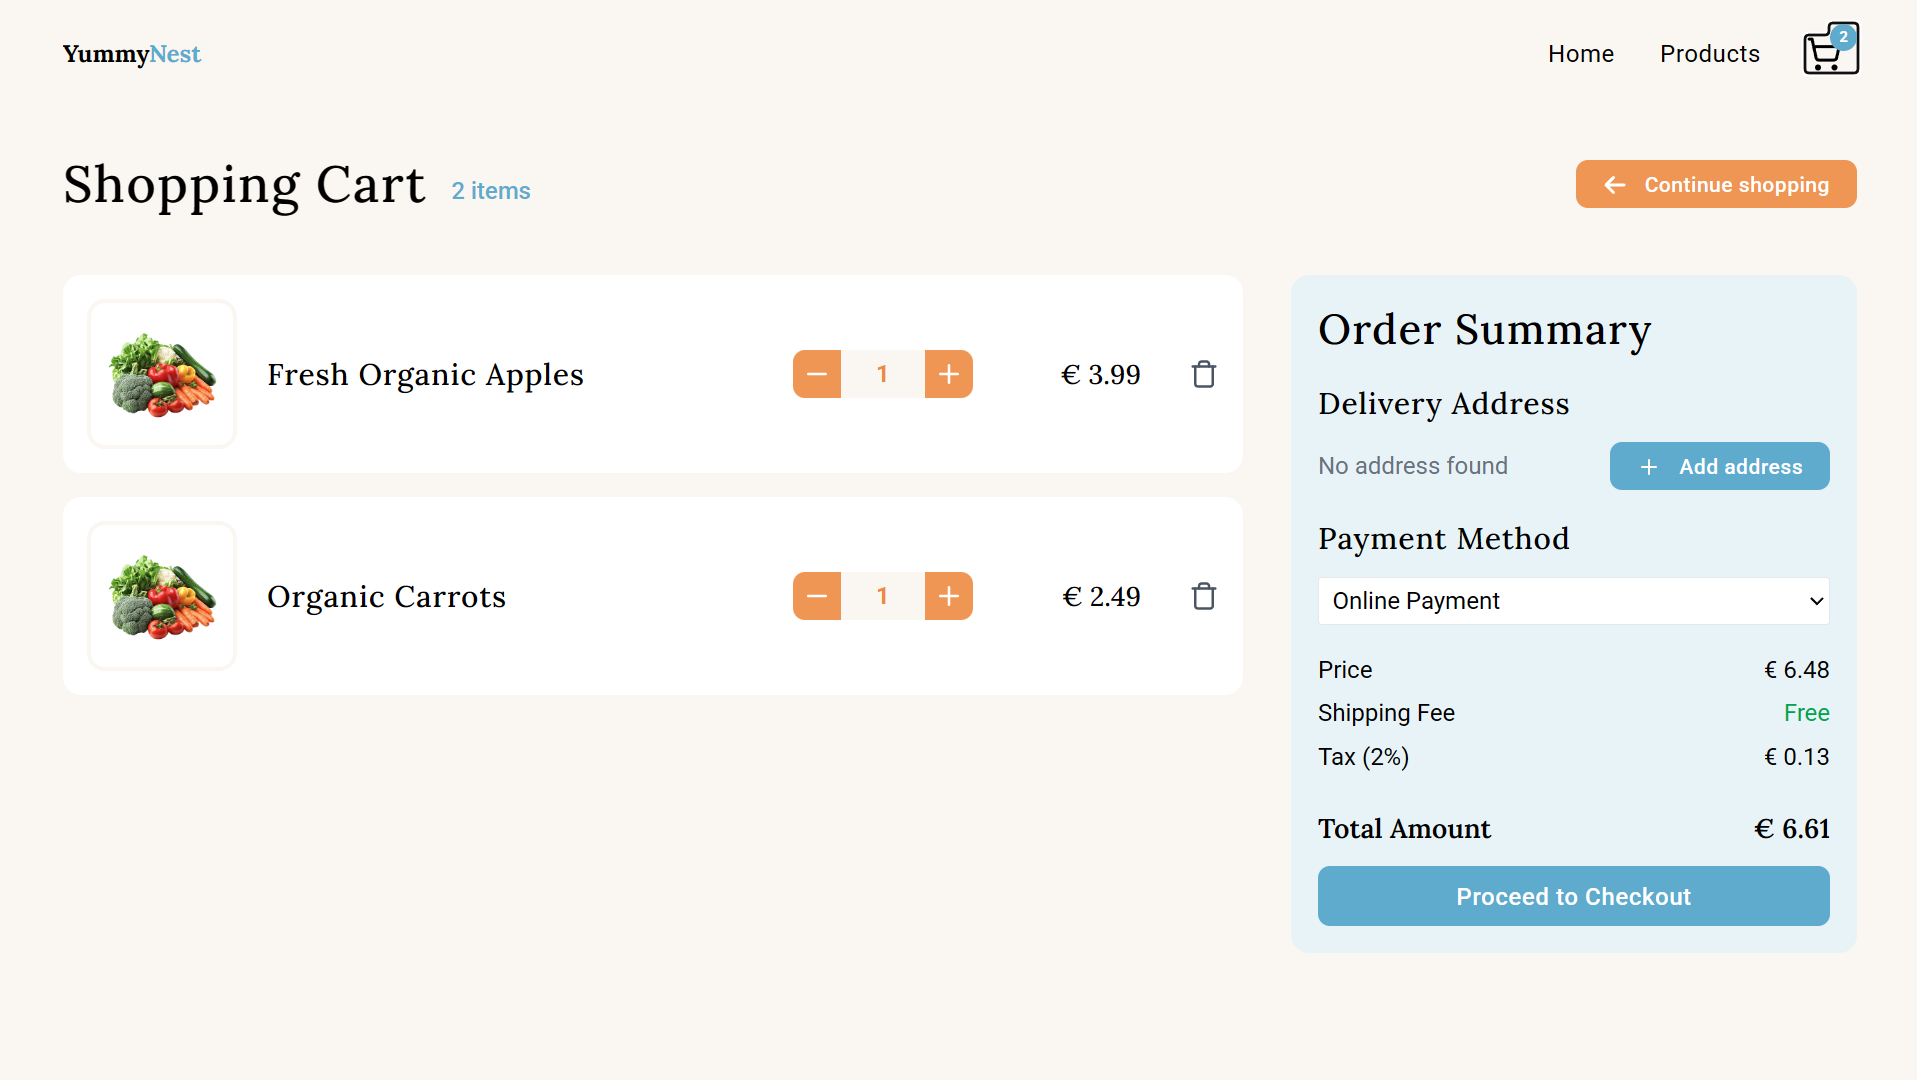 YummyNest
Home
Products
2
Shopping Cart
2 items
Continue shopping
Fresh Organic Apples
1
€ 3.99
Organic Carrots
1
€ 2.49
Order Summary
Delivery Address
No address found
Add address
Payment Method
Online Payment
Price
€ 6.48
Shipping Fee
Free
Tax (2%)
€ 0.13
Total Amount
€ 6.61
Proceed to Checkout